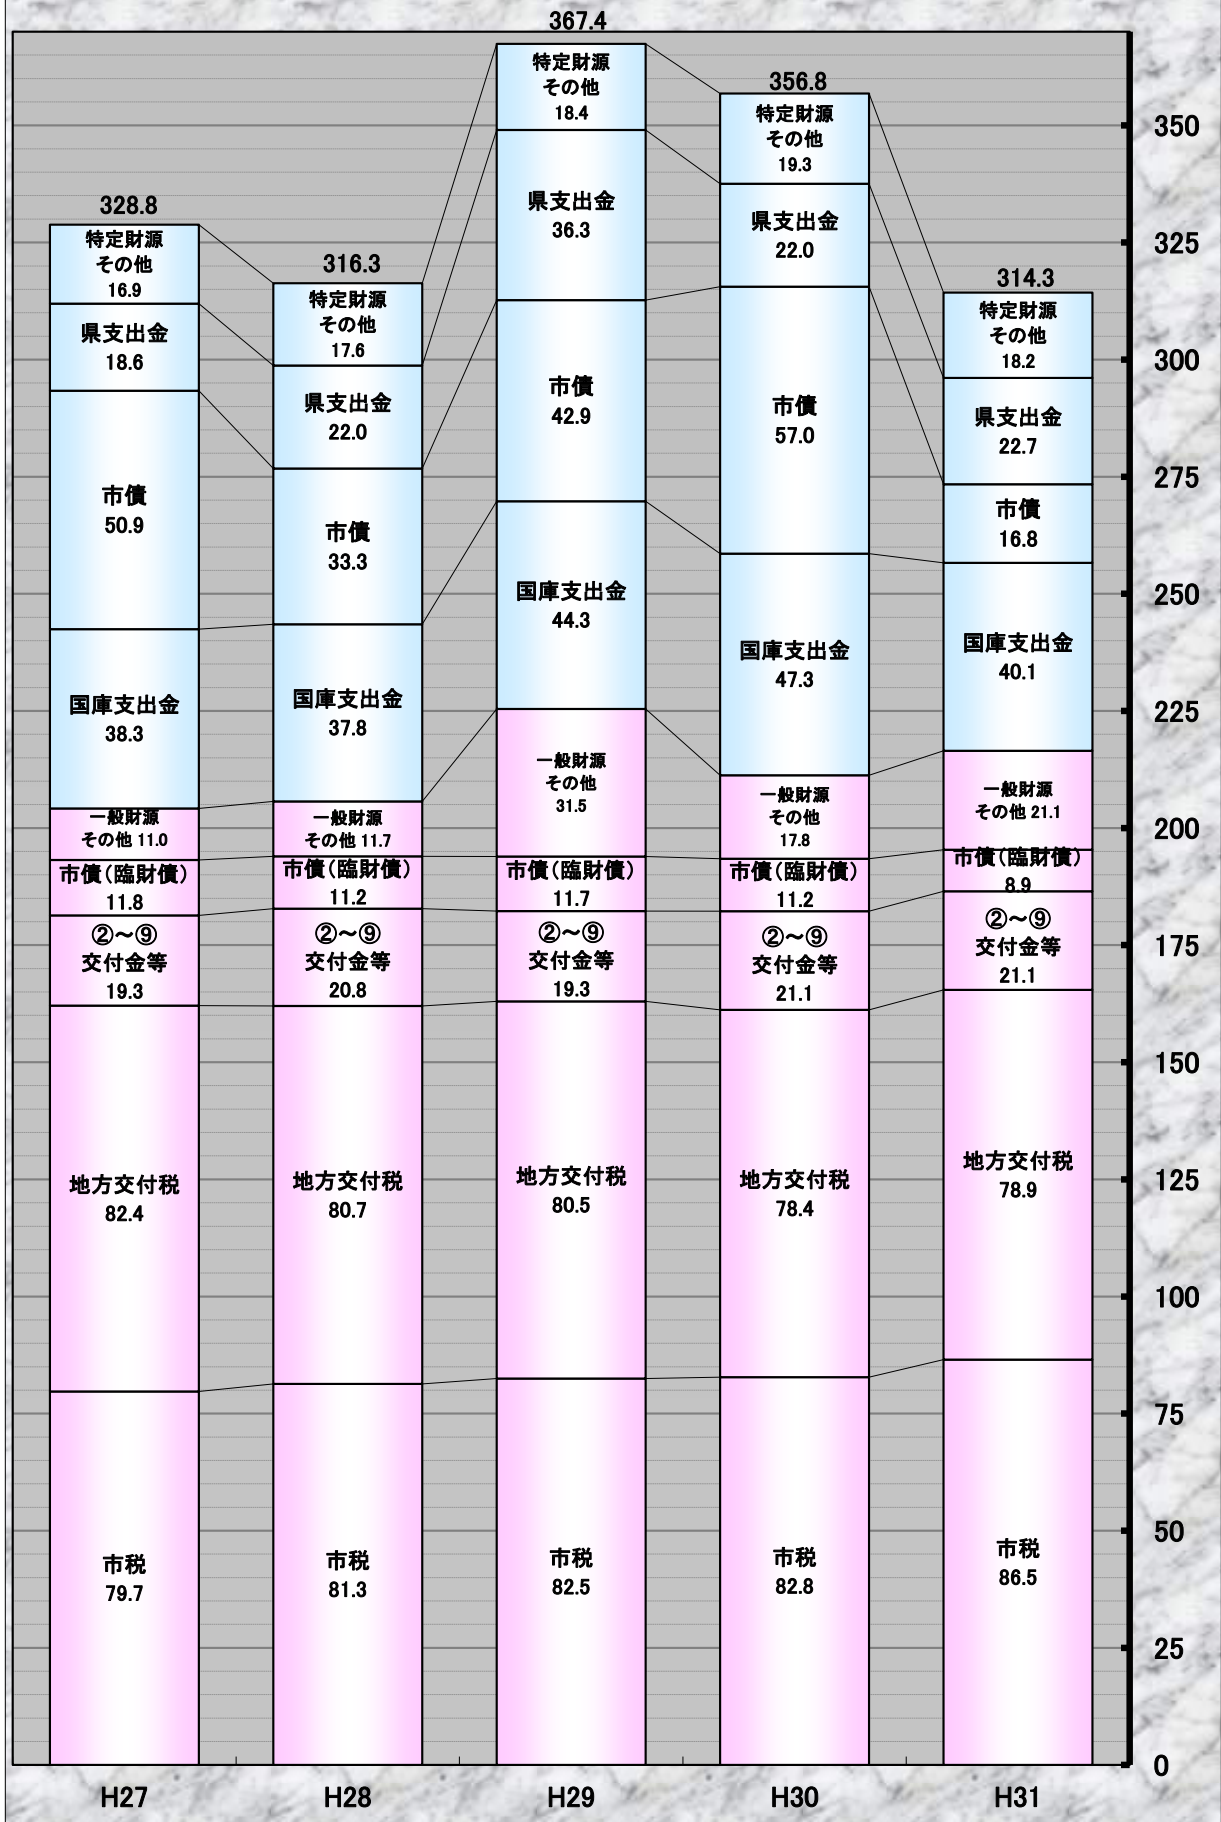 328.8
特定財源
その他
16.9
県支出金
18.6
市債
50.9
国庫支出金
38.3
一般財源
その他 11.0
市債(臨財債)
11.8
②～⑨
交付金等
19.3
地方交付税
82.4
市税
79.7
H27
316.3
特定財源
その他
17.6
県支出金
22.0
市債
33.3
国庫支出金
37.8
一般財源
その他 11.7
市債(臨財債)
11.2
②～⑨
交付金等
20.8
地方交付税
80.7
市税
81.3
H28
367.4
特定財源
その他
18.4
県支出金
36.3
市債
42.9
国庫支出金
44.3
一般財源
その他
31.5
市債(臨財債)
11.7
②～⑨
交付金等
19.3
地方交付税
80.5
市税
82.5
H29
356.8
特定財源
その他
19.3
県支出金
22.0
市債
57.0
国庫支出金
47.3
一般財源
その他
17.8
市債(臨財債)
11.2
②～⑨
交付金等
21.1
地方交付税
78.4
市税
82.8
H30
314.3
特定財源
その他
18.2
県支出金
22.7
市債
16.8
国庫支出金
40.1
一般財源
その他 21.1
市債(臨財債)
8.9
②～⑨
交付金等
21.1
地方交付税
78.9
市税
86.5
H31
350
325
300
275
250
225
200
175
150
125
100
75
50
25
0